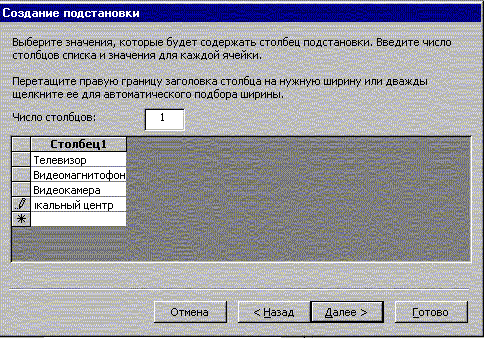 Создание подстановки
Выберите значения, которые будет содержать столбец подстановки. Введите число
столбцов списка и значения для каждой ячейки.
Перетащите правую границу заголовка столбца на нужную ширину или дважды
щелкните ее для автоматического подбора ширины.
Число столбцов: 1
Столбец1
Телевизор
Видеомагнитофон
Видеокамера
ıкальный центр
Отмена < Назад Далее > Готово